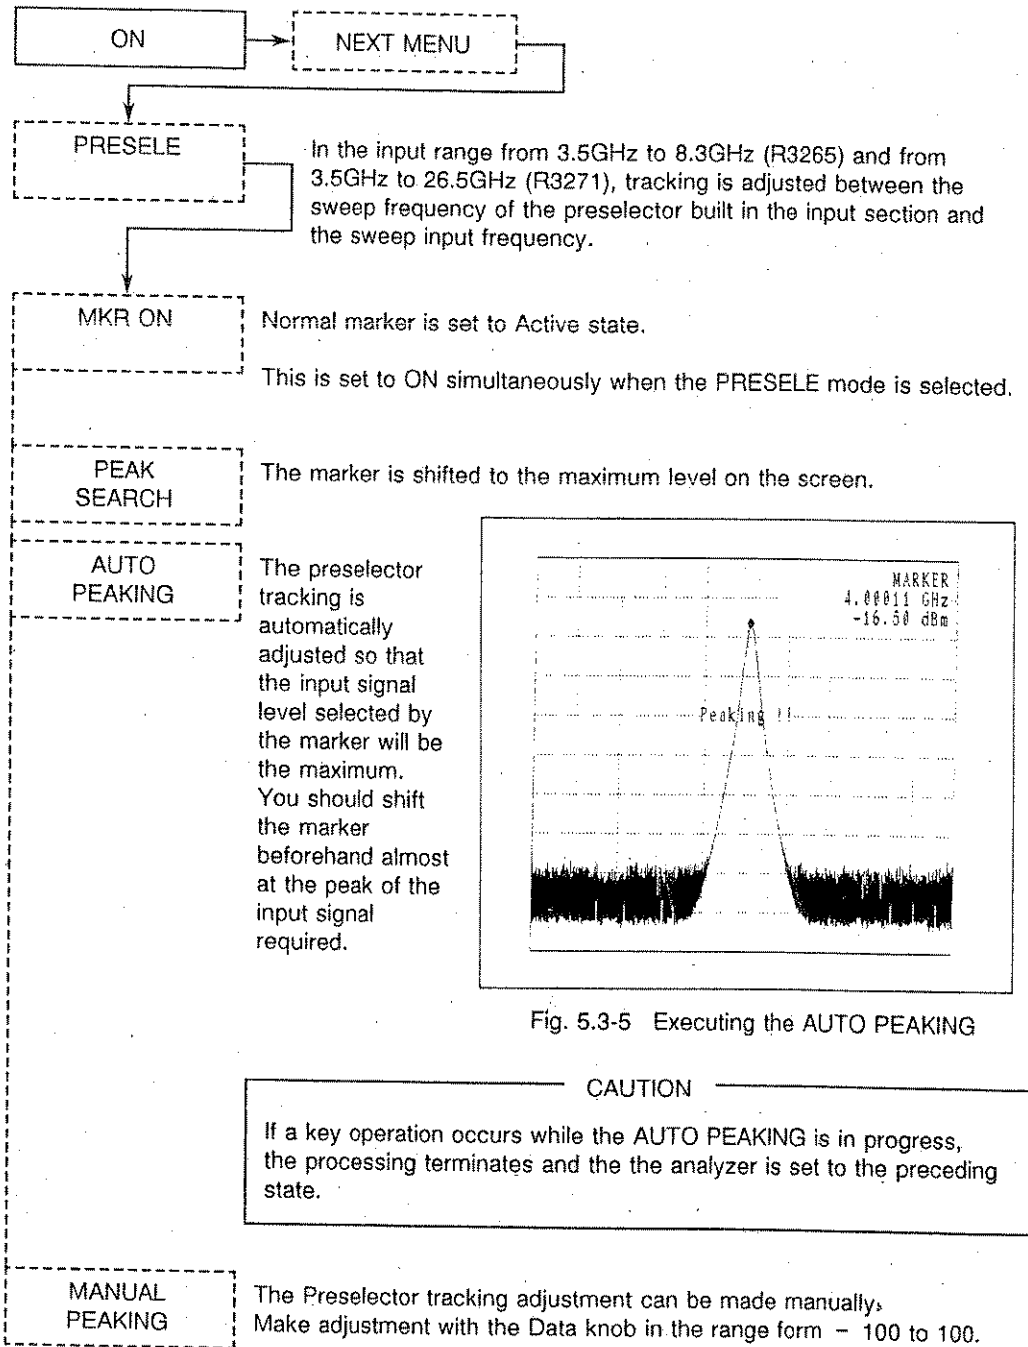 ON
NEXT MENU
PRESELE
In the input range from 3.5GHz to 8.3GHz (R3265) and from
3.5GHz to 26.5GHz (R3271), tracking is adjusted between the
sweep frequency of the preselector built in the input section and
the sweep input frequency.
MKR ON
Normal marker is set to Active state.
This is set to ON simultaneously when the PRESELE mode is selected.
PEAK
SEARCH
The marker is shifted to the maximum level on the screen.
AUTO
PEAKING
The preselector
tracking is
automatically
adjusted so that
the input signal
level selected by
the marker will be
the maximum.
You should shift
the marker
beforehand almost
at the peak of the
input signal
required.
MARKER
4.00011 GHz
-16.50 dBm
Peaking !!
Fig. 5.3-5 Executing the AUTO PEAKING
CAUTION
If a key operation occurs while the AUTO PEAKING is in progress,
the processing terminates and the the analyzer is set to the preceding
state.
MANUAL
PEAKING
The Preselector tracking adjustment can be made manually.
Make adjustment with the Data knob in the range form - 100 to 100.